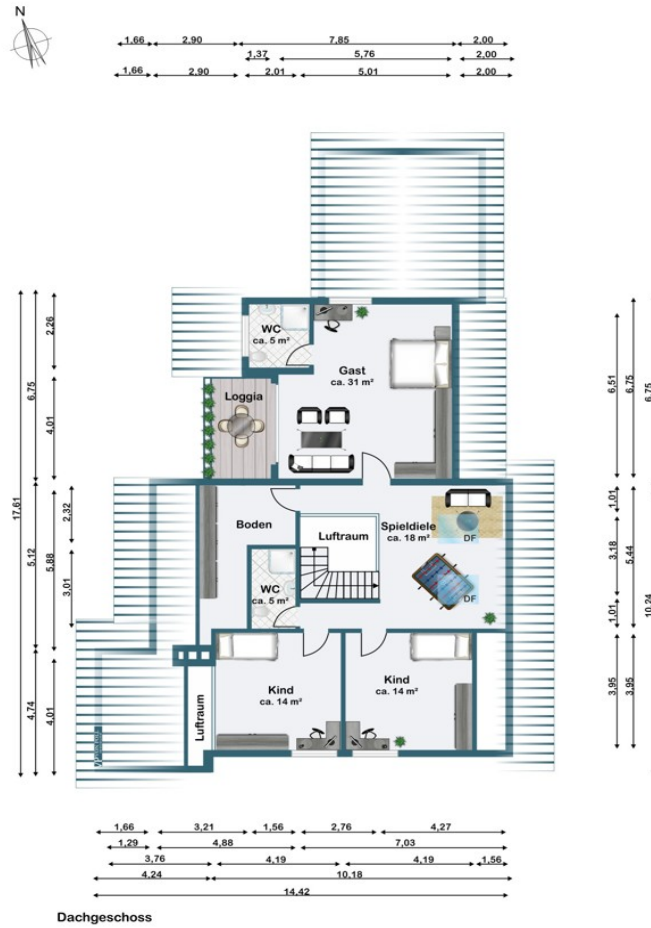 N
1,66 2,90 7,85 2,00
1,37 5,76 2,00
1,66 2,90 2,01 5,01 2,00
WC
ca. 5 m²
Gast
ca. 31 m²
Loggia
Boden
Luftraum
Spieldiele
ca. 18 m²
DF
WC
ca. 5 m²
DF
Kind
ca. 14 m²
Kind
ca. 14 m²
Luftraum
17,61
6,75
5,12
4,74
2,26
4,01
5,88
4,01
2,32
3,01
6,51
1,01
3,18
1,01
3,95
6,75
5,44
3,95
6,75
10,24
1,66 3,21 1,56 2,76 4,27
1,29 4,88 7,03
3,76 4,19 4,19 1,56
4,24 10,18
14,42
Dachgeschoss